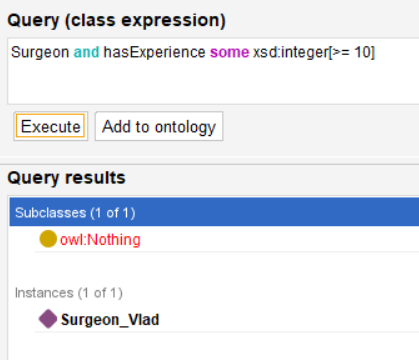 Query (class expression)
Surgeon and hasExperience some xsd:integer[>= 10]
Execute
Add to ontology
Query results
Subclasses (1 of 1)
owl:Nothing
Instances (1 of 1)
Surgeon_Vlad